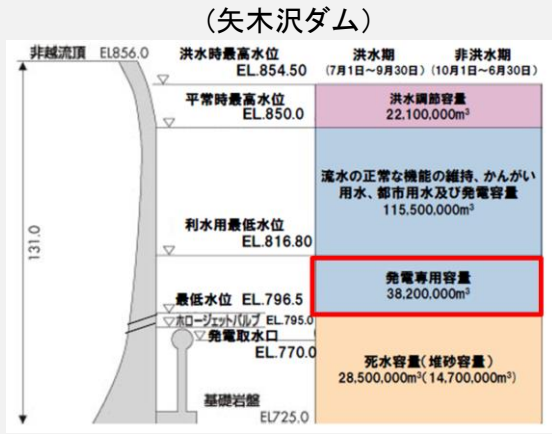 (矢木沢ダム)
非越流頂 EL856.0
洪水時最高水位
EL.854.50
洪水期
(7月1日~9月30日)
非洪水期
(10月1日~6月30日)
平常時最高水位
EL.850.0
洪水調節容量
22,100,000m³
流水の正常な機能の維持、かんがい
用水、都市用水及び発電容量
115,500,000m³
131.0
利水用最低水位
EL.816.80
発電専用容量
38,200,000m³
最低水位 EL.796.5
ホロージェットバルブ EL.795.0
発電取水口
EL.770.0
死水容量(堆砂容量)
28,500,000m³(14,700,000m³)
基礎岩盤
EL725.0